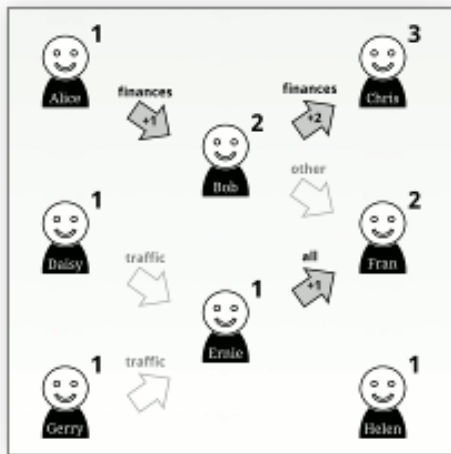 1
Alice
finances
+1
2
Bob
finances
+2
3
Chris
other
1
Daisy
traffic
1
Ernie
all
+1
2
Fran
1
Gerry
traffic
1
Helen